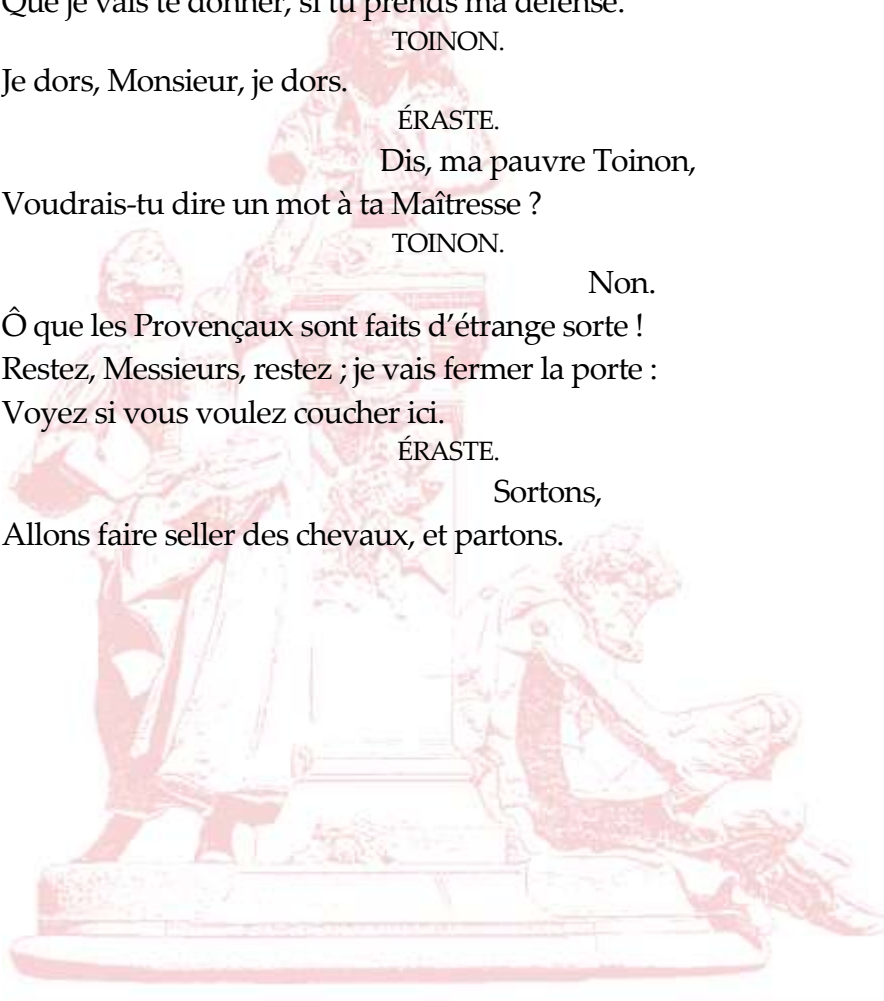 Que je vais te donner, si tu prends ma défense.
TOINON.
Je dors, Monsieur, je dors.
ÉRASTE.
Dis, ma pauvre Toinon,
Voudrais-tu dire un mot à ta Maîtresse ?
TOINON.
Non.
Ô que les Provençaux sont faits d’étrange sorte !
Restez, Messieurs, restez ; je vais fermer la porte :
Voyez si vous voulez coucher ici.
ÉRASTE.
Sortons,
Allons faire seller des chevaux, et partons.